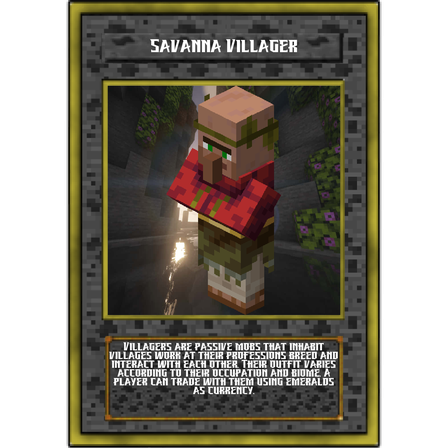 Savanna Villager
Villagers are passive mobs that inhabit
villages work at their professions breed and
interact with each other. Their outfit varies
according to their occupation and biome. A
player can trade with them using emeralds
as currency.